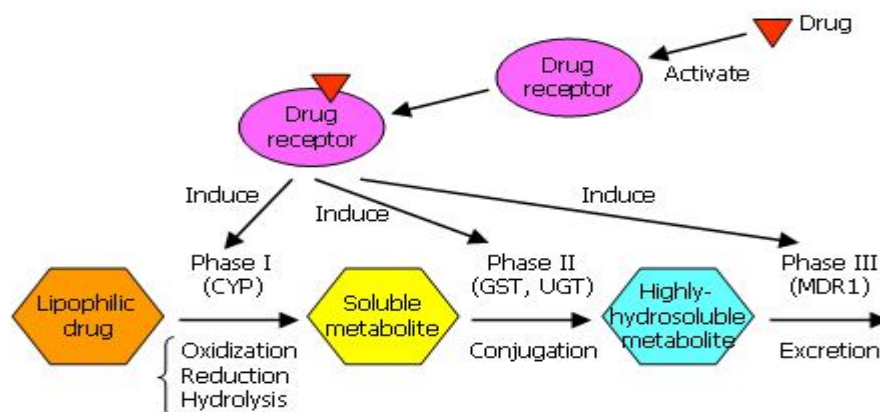 Drug
Activate
Drug
receptor
Drug
receptor
Induce
Induce
Induce
Phase I
(CYP)
Phase II
(GST, UGT)
Phase III
(MDR1)
Lipophilic
drug
Soluble
metabolite
Highly-
hydrosoluble
metabolite
Oxidization
Reduction
Hydrolysis
Conjugation
Excretion